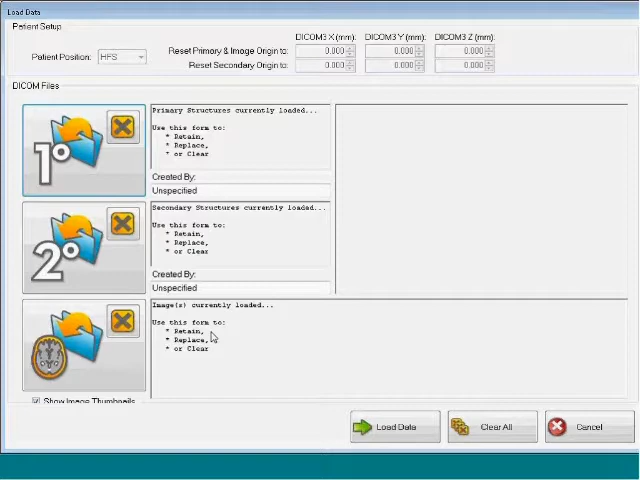 Load Data
Patient Setup
DICOM3 X (mm): DICOM3 Y (mm): DICOM3 Z (mm):
Patient Position: HFS Reset Primary & Image Origin to: 0.000 0.000 0.000
Reset Secondary Origin to: 0.000 0.000 0.000
DICOM Files
1°
Primary Structures currently loaded...
Use this form to:
* Retain,
* Replace,
* or Clear
Created By:
Unspecified
2°
Secondary Structures currently loaded...
Use this form to:
* Retain,
* Replace,
* or Clear
Created By:
Unspecified
Image(s) currently loaded...
Use this form to:
* Retain,
* Replace,
* or Clear
Show Image Thumbnails
Load Data Clear All Cancel